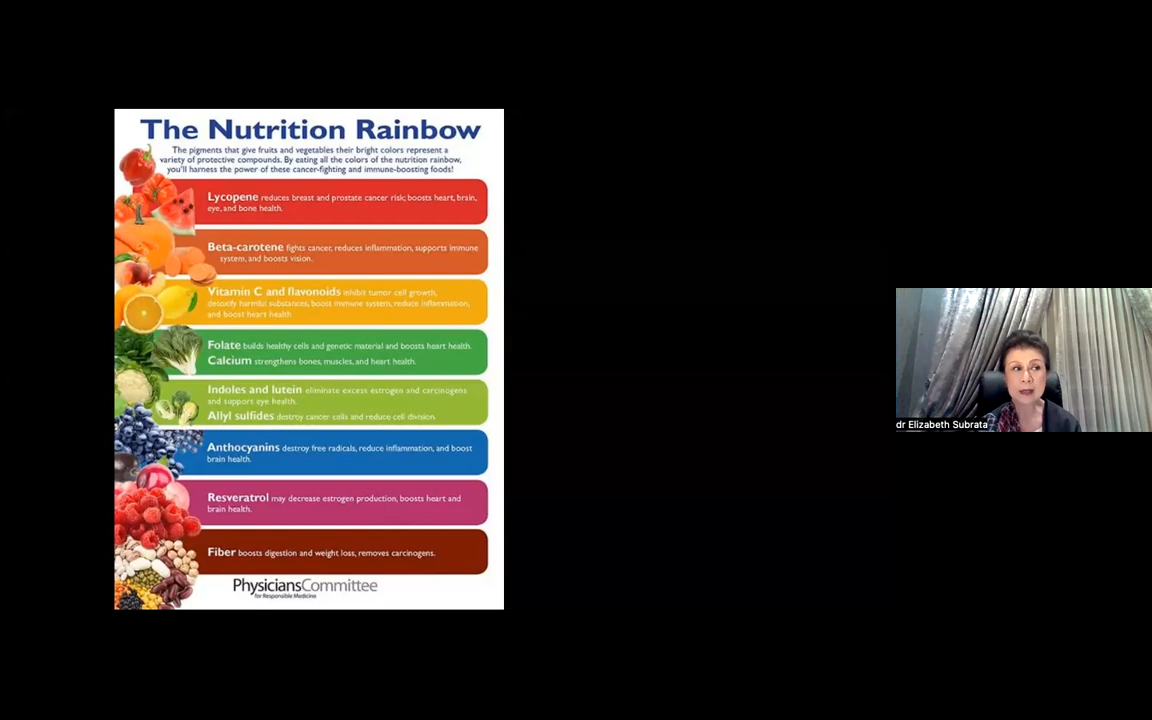 The Nutrition Rainbow
The pigments that give fruits and vegetables their bright colors represent a
variety of protective compounds. By eating all the colors of the nutrition rainbow,
you'll harness the power of these cancer-fighting and immune-boosting foods!
Lycopene reduces breast and prostate cancer risk; boosts heart, brain,
eye, and bone health.
Beta-carotene fights cancer, reduces inflammation, supports immune
system, and boosts vision.
Vitamin C and flavonoids inhibit tumor cell growth,
detoxify harmful substances, boost immune system, reduce inflammation,
and boost heart health
Folate builds healthy cells and genetic material and boosts heart health.
Calcium strengthens bones, muscles, and heart health.
Indoles and lutein eliminate excess estrogen and carcinogens
and support eye health.
Allyl sulfides destroy cancer cells and reduce cell division.
Anthocyanins destroy free radicals, reduce inflammation, and boost
brain health.
Resveratrol may decrease estrogen production, boosts heart and
brain health.
Fiber boosts digestion and weight loss, removes carcinogens.
PhysiciansCommittee
for Responsible Medicine
dr Elizabeth Subrata